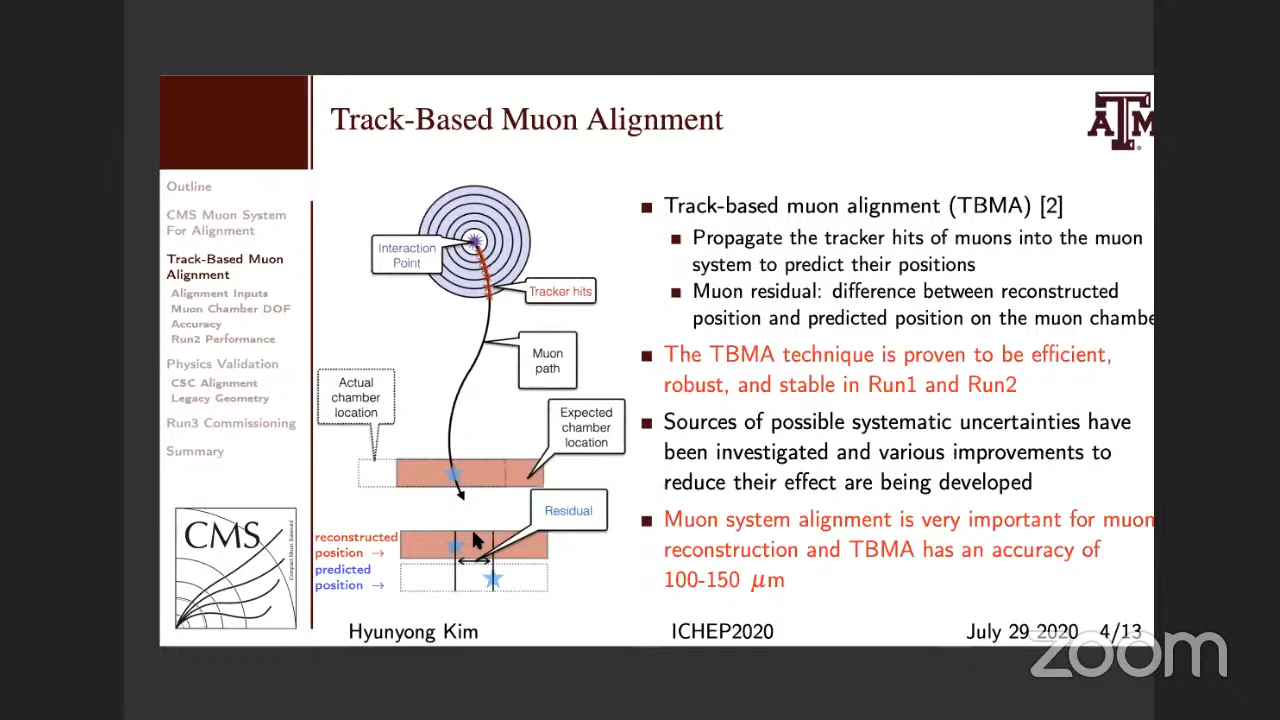 Track-Based Muon Alignment
ATM
Outline
CMS Muon System
For Alignment
Track-Based Muon
Alignment
Alignment Inputs
Muon Chamber DOF
Accuracy
Run2 Performance
Physics Validation
CSC Alignment
Legacy Geometry
Run3 Commissioning
Summary
CMS
Compact Muon Solenoid
Interaction
Point
Tracker hits
Muon
path
Actual
chamber
location
Expected
chamber
location
Residual
reconstructed
position →
predicted
position →
Track-based muon alignment (TBMA) [2]
Propagate the tracker hits of muons into the muon
system to predict their positions
Muon residual: difference between reconstructed
position and predicted position on the muon chambe
The TBMA technique is proven to be efficient,
robust, and stable in Run1 and Run2
Sources of possible systematic uncertainties have
been investigated and various improvements to
reduce their effect are being developed
Muon system alignment is very important for muon
reconstruction and TBMA has an accuracy of
100-150 μm
Hyunyong Kim
ICHEP2020
July 29 2020 4/13
zoom